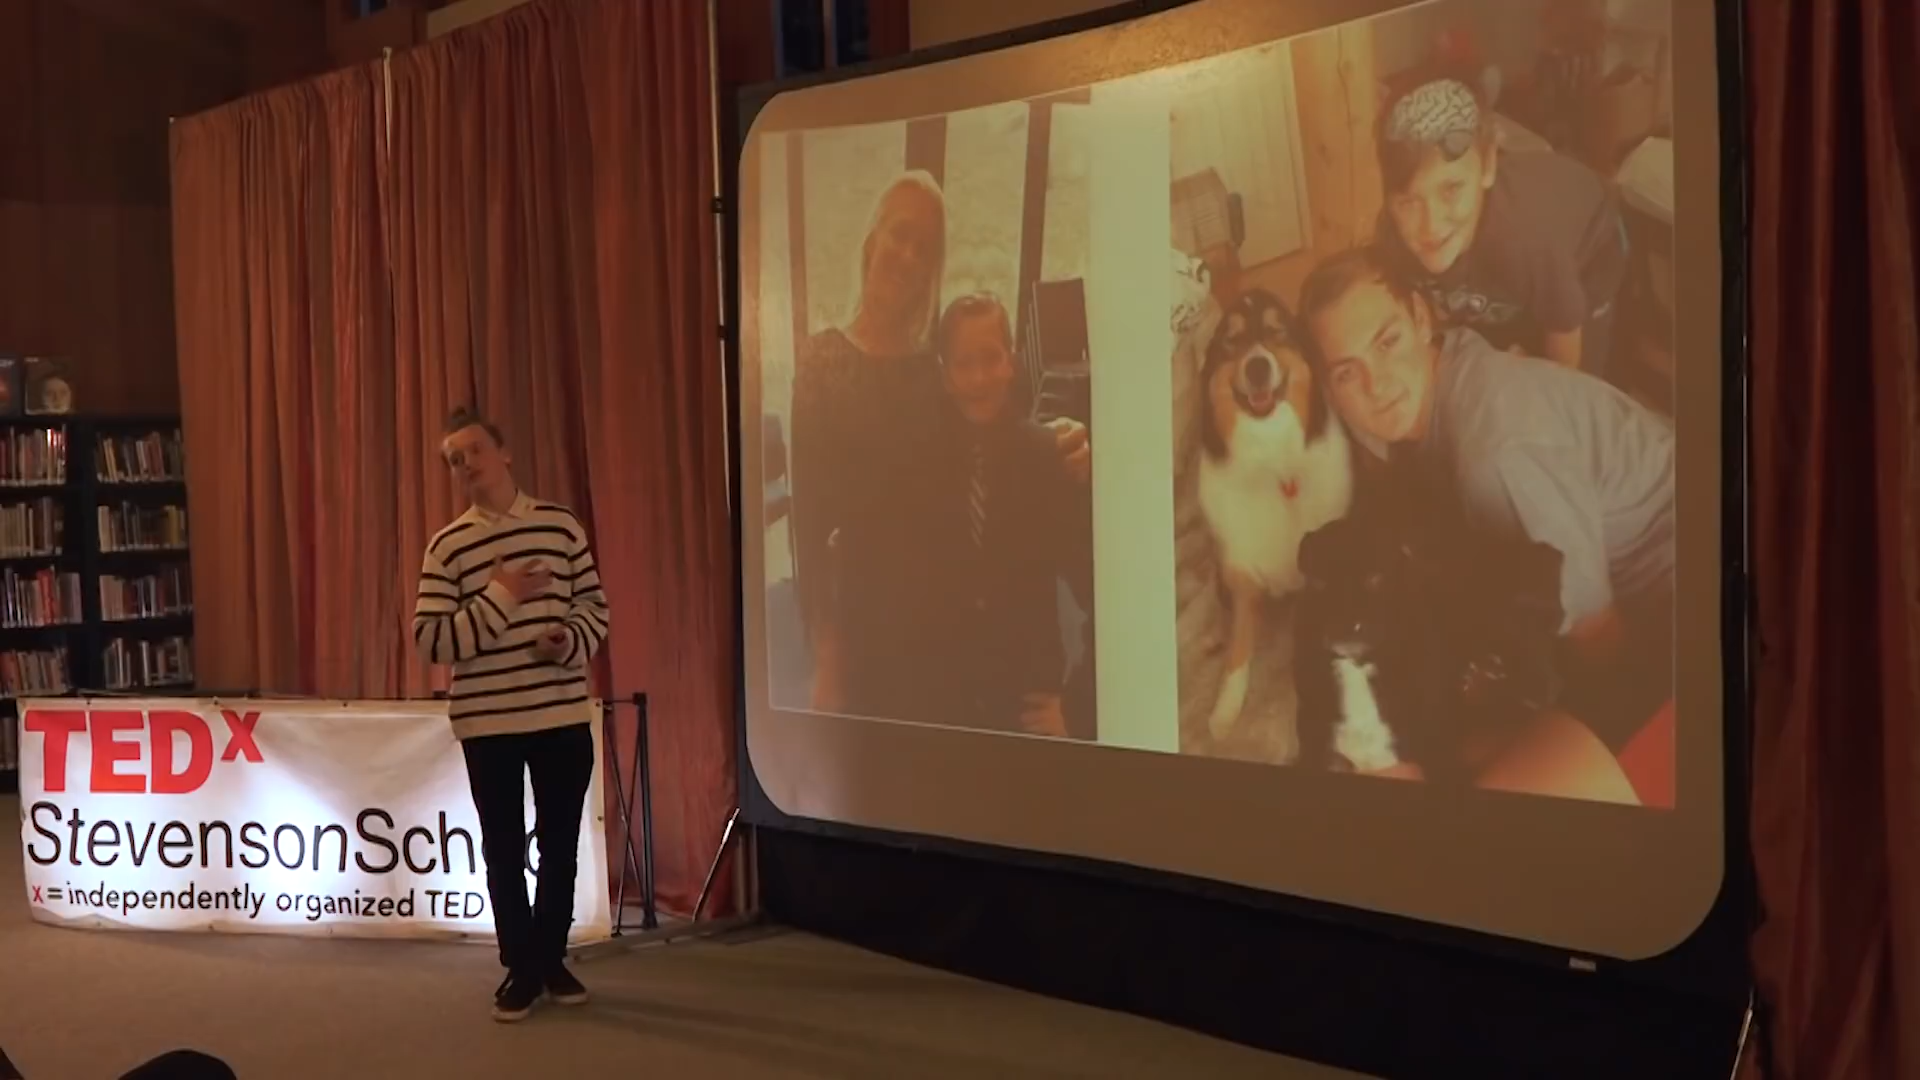 TEDx
StevensonSch
x = independently organized TED